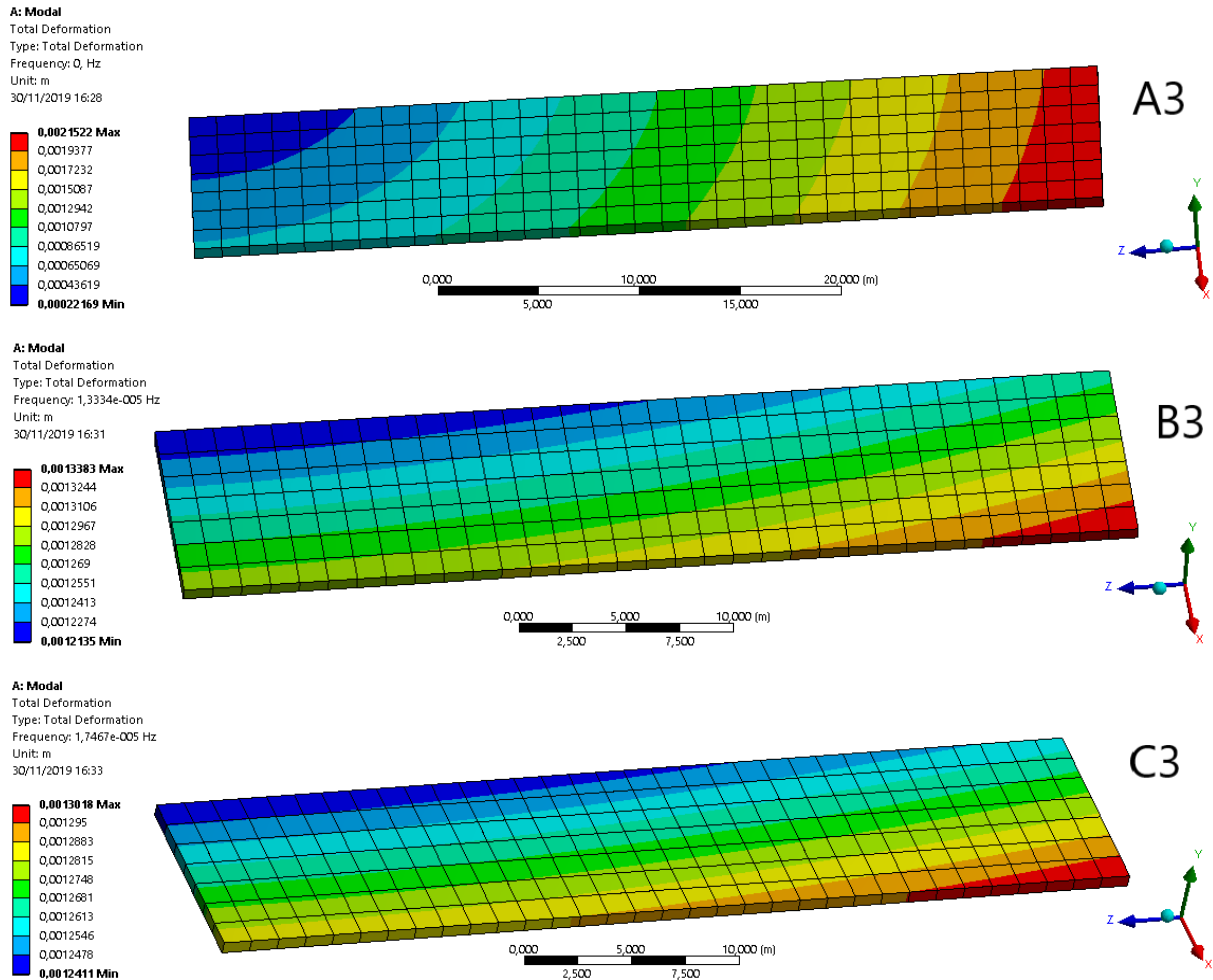 A: Modal
Total Deformation
Type: Total Deformation
Frequency: 0, Hz
Unit: m
30/11/2019 16:28
0,0021522 Max
0,0019377
0,0017232
0,0015087
0,0012942
0,0010797
0,00086519
0,00065069
0,00043619
0,00022169 Min
A3
Y
Z
X
0,000 10,000 20,000 (m)
5,000 15,000
A: Modal
Total Deformation
Type: Total Deformation
Frequency: 1,3334e-005 Hz
Unit: m
30/11/2019 16:31
0,0013383 Max
0,0013244
0,0013106
0,0012967
0,0012828
0,001269
0,0012551
0,0012413
0,0012274
0,0012135 Min
B3
Y
Z
X
0,000 5,000 10,000 (m)
2,500 7,500
A: Modal
Total Deformation
Type: Total Deformation
Frequency: 1,7467e-005 Hz
Unit: m
30/11/2019 16:33
0,0013018 Max
0,001295
0,0012883
0,0012815
0,0012748
0,0012681
0,0012613
0,0012546
0,0012478
0,0012411 Min
C3
Y
Z
X
0,000 5,000 10,000 (m)
2,500 7,500